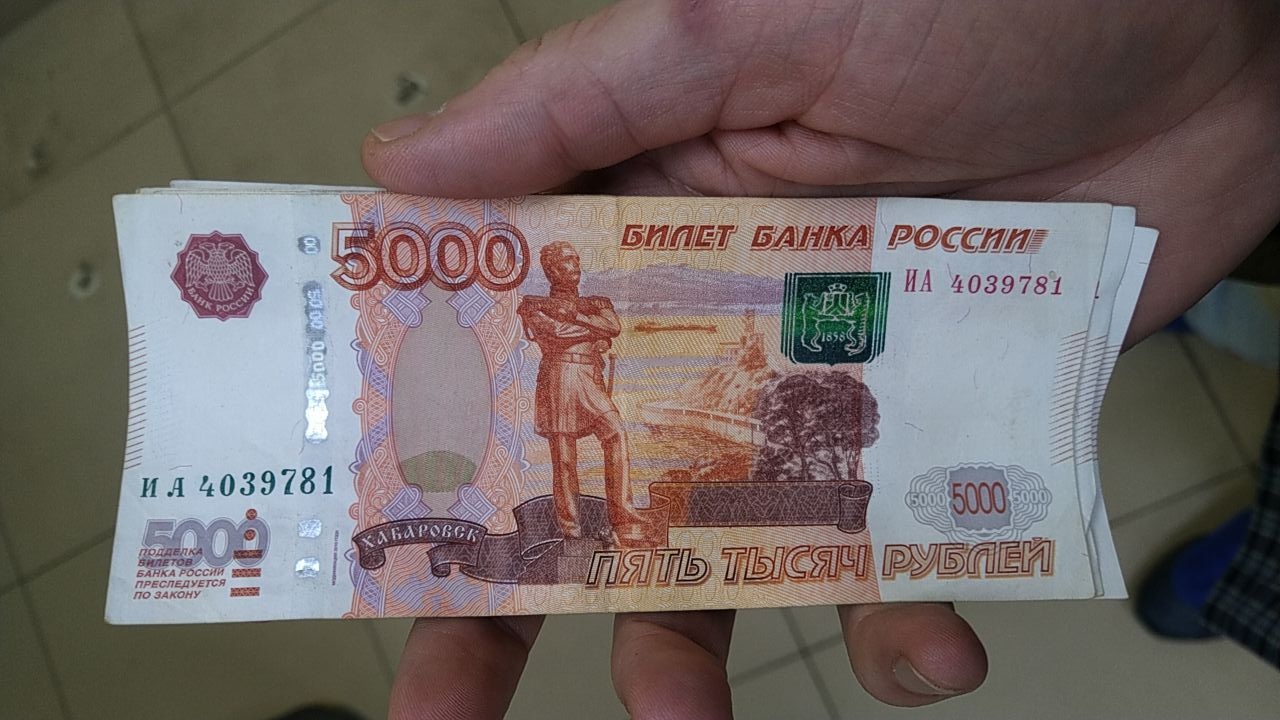 БАНК РОССИИ
5000
БИЛЕТ БАНКА РОССИИ
ИА 4039781
1858
ИА 4039781
5000
ПОДДЕЛКА
БИЛЕТОВ
БАНКА РОССИИ
ПРЕСЛЕДУЕТСЯ
ПО ЗАКОНУ
ХАБАРОВСК
5000 5000 5000
ПЯТЬ ТЫСЯЧ РУБЛЕЙ